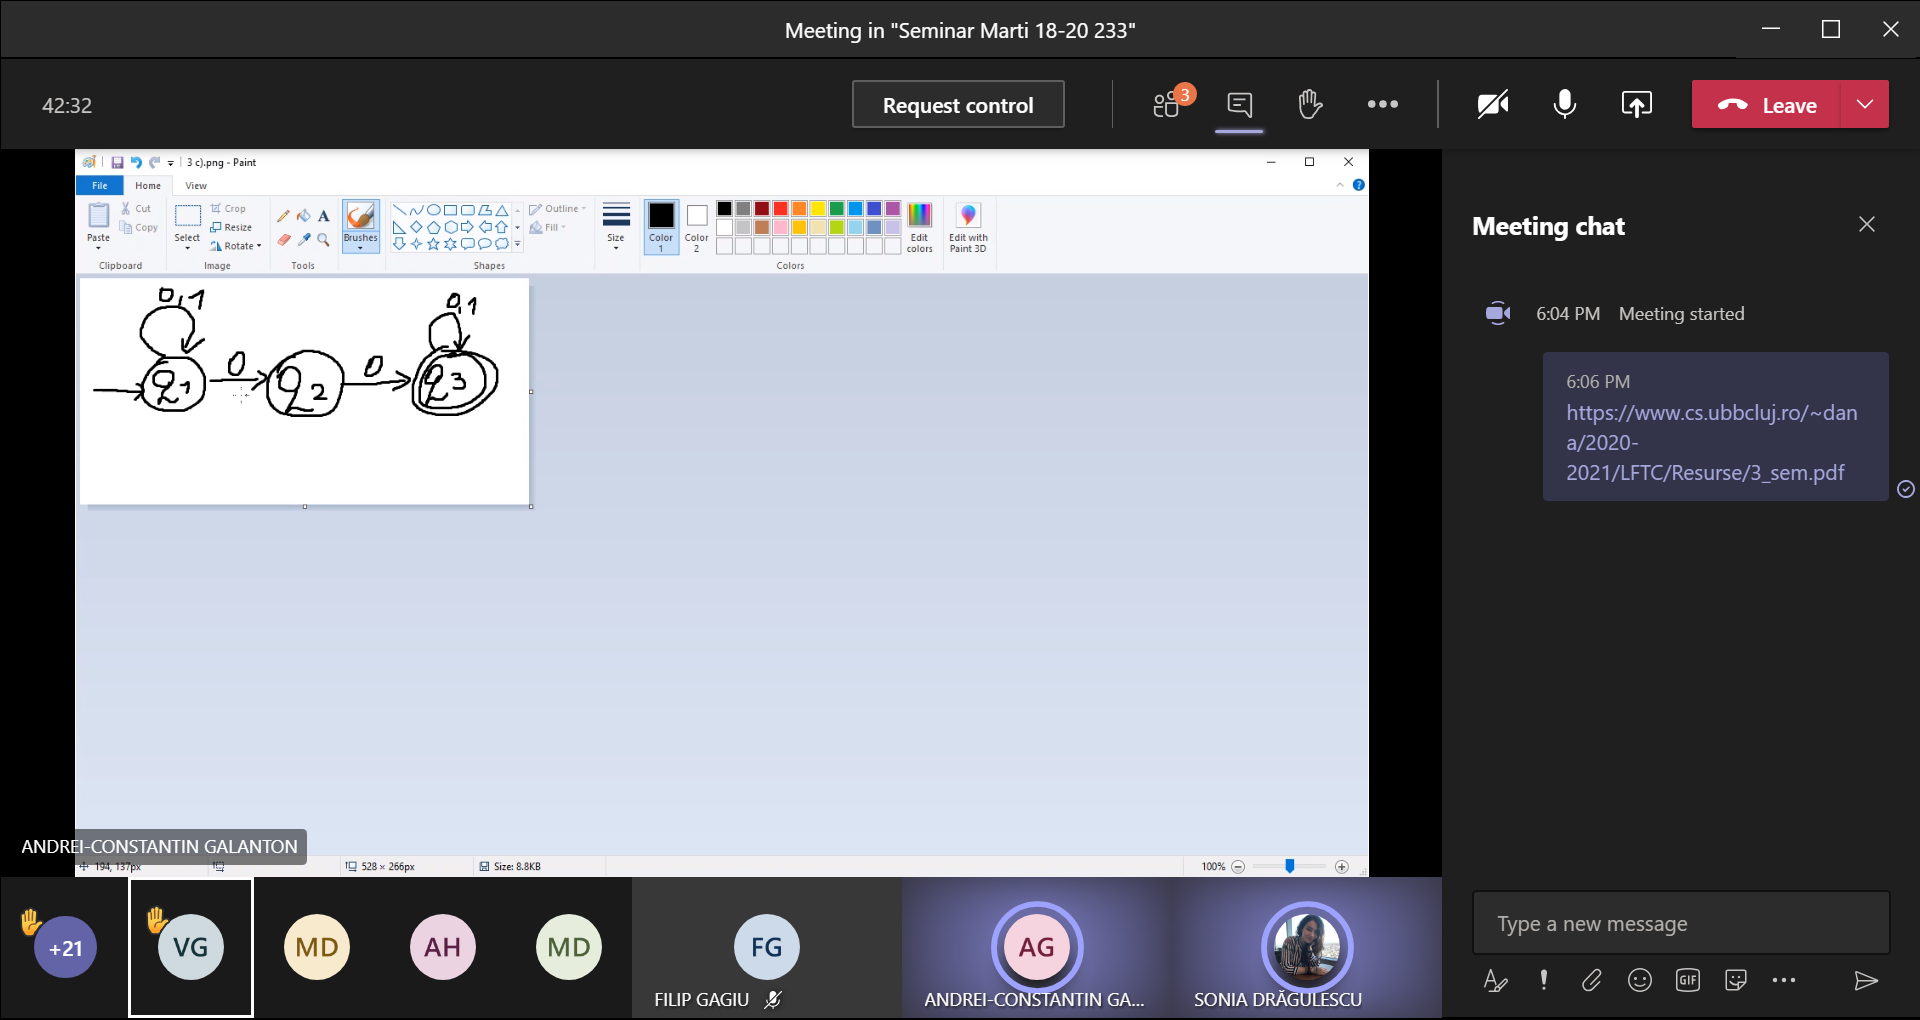 Meeting in "Seminar Marti 18-20 233"
42:32
Request control
3
Leave
3 c).png - Paint
File Home View
Paste
Cut
Copy
Clipboard
Select
Crop
Resize
Rotate
Image
A
Tools
Brushes
Shapes
Outline
Fill
Size
Color 1
Color 2
Edit colors
Edit with Paint 3D
Colors
0,1
0,1
q1
0
q2
0
q3
Meeting chat
6:04 PM Meeting started
6:06 PM
https://www.cs.ubbcluj.ro/~dan
a/2020-
2021/LFTC/Resurse/3_sem.pdf
ANDREI-CONSTANTIN GALANTON
194, 137px
528 × 266px
Size: 8.8KB
100%
+21
VG
MD
AH
MD
FG
FILIP GAGIU
AG
ANDREI-CONSTANTIN GA...
SONIA DRĂGULESCU
Type a new message
GIF